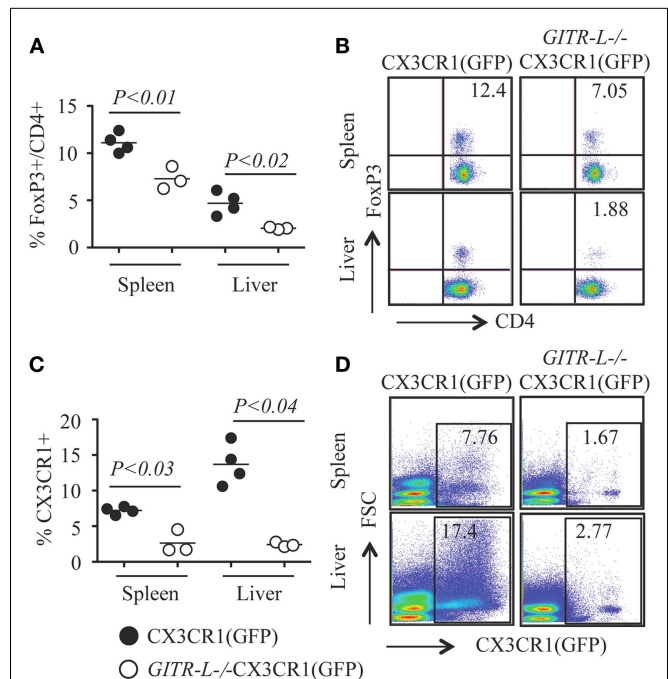 A
P<0.01
P<0.02
% FoxP3+/CD4+
15
10
5
0
Spleen
Liver
B
CX3CR1(GFP)
GITR-L-/-
CX3CR1(GFP)
Spleen
12.4
7.05
Liver
1.88
FoxP3
CD4
C
P<0.03
P<0.04
% CX3CR1+
20
15
10
5
0
Spleen
Liver
CX3CR1(GFP)
GITR-L-/-CX3CR1(GFP)
D
CX3CR1(GFP)
GITR-L-/-
CX3CR1(GFP)
Spleen
7.76
1.67
Liver
17.4
2.77
FSC
CX3CR1(GFP)